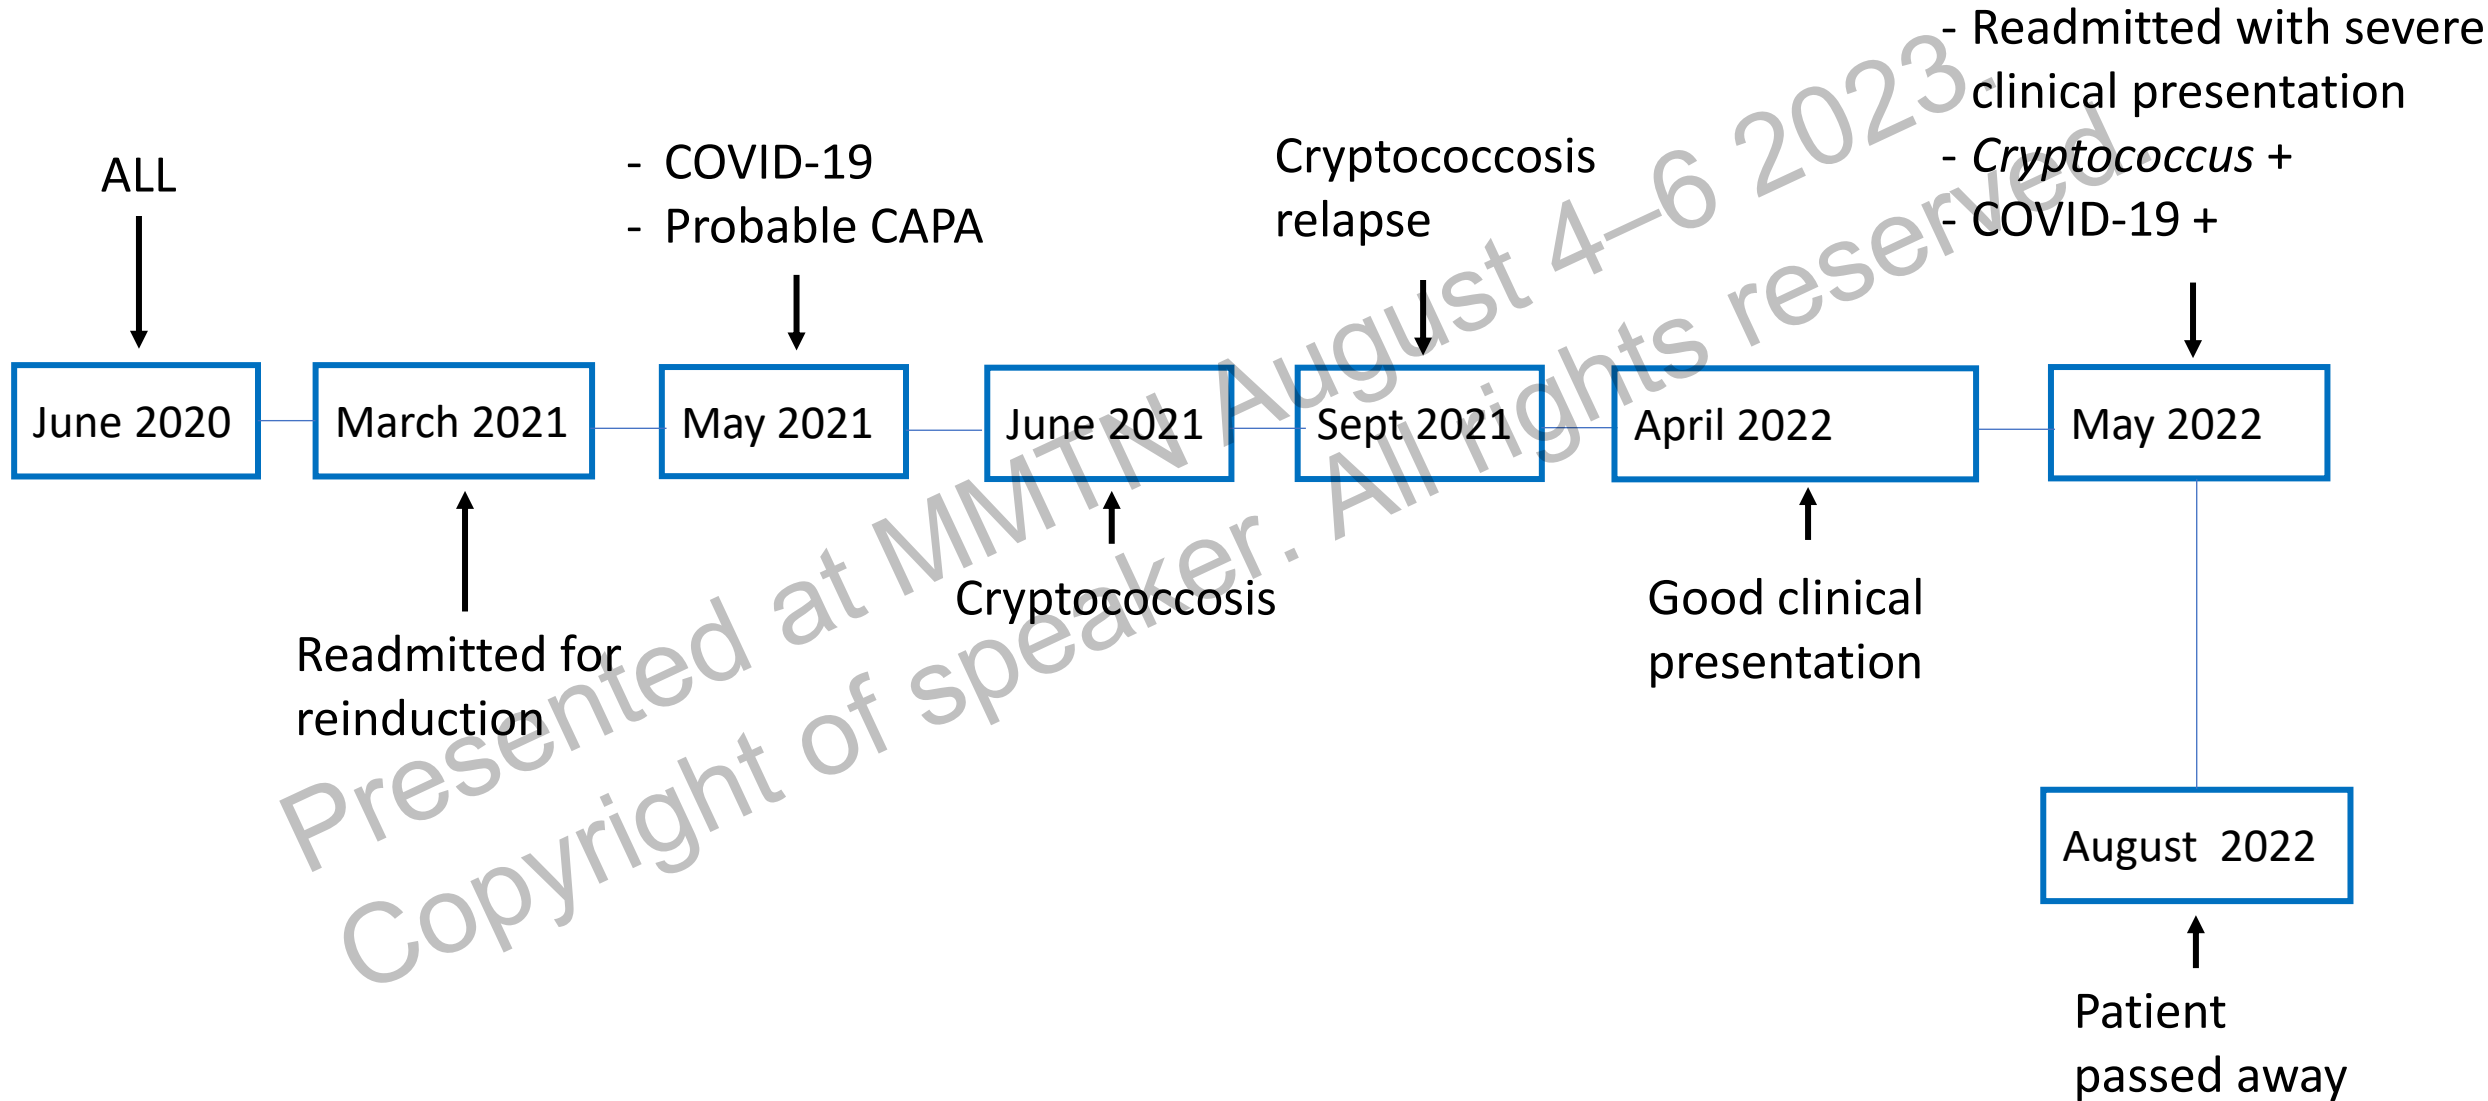 ALL
June 2020
March 2021
Readmitted for
reinduction
- COVID-19
- Probable CAPA
May 2021
June 2021
Cryptococcosis
Cryptococcosis
relapse
Sept 2021
April 2022
Good clinical
presentation
- Readmitted with severe
clinical presentation
- Cryptococcus +
- COVID-19 +
May 2022
August  2022
Patient
passed away
Presented at MMTN August 4–6 2023.
Copyright of speaker. All rights reserved.